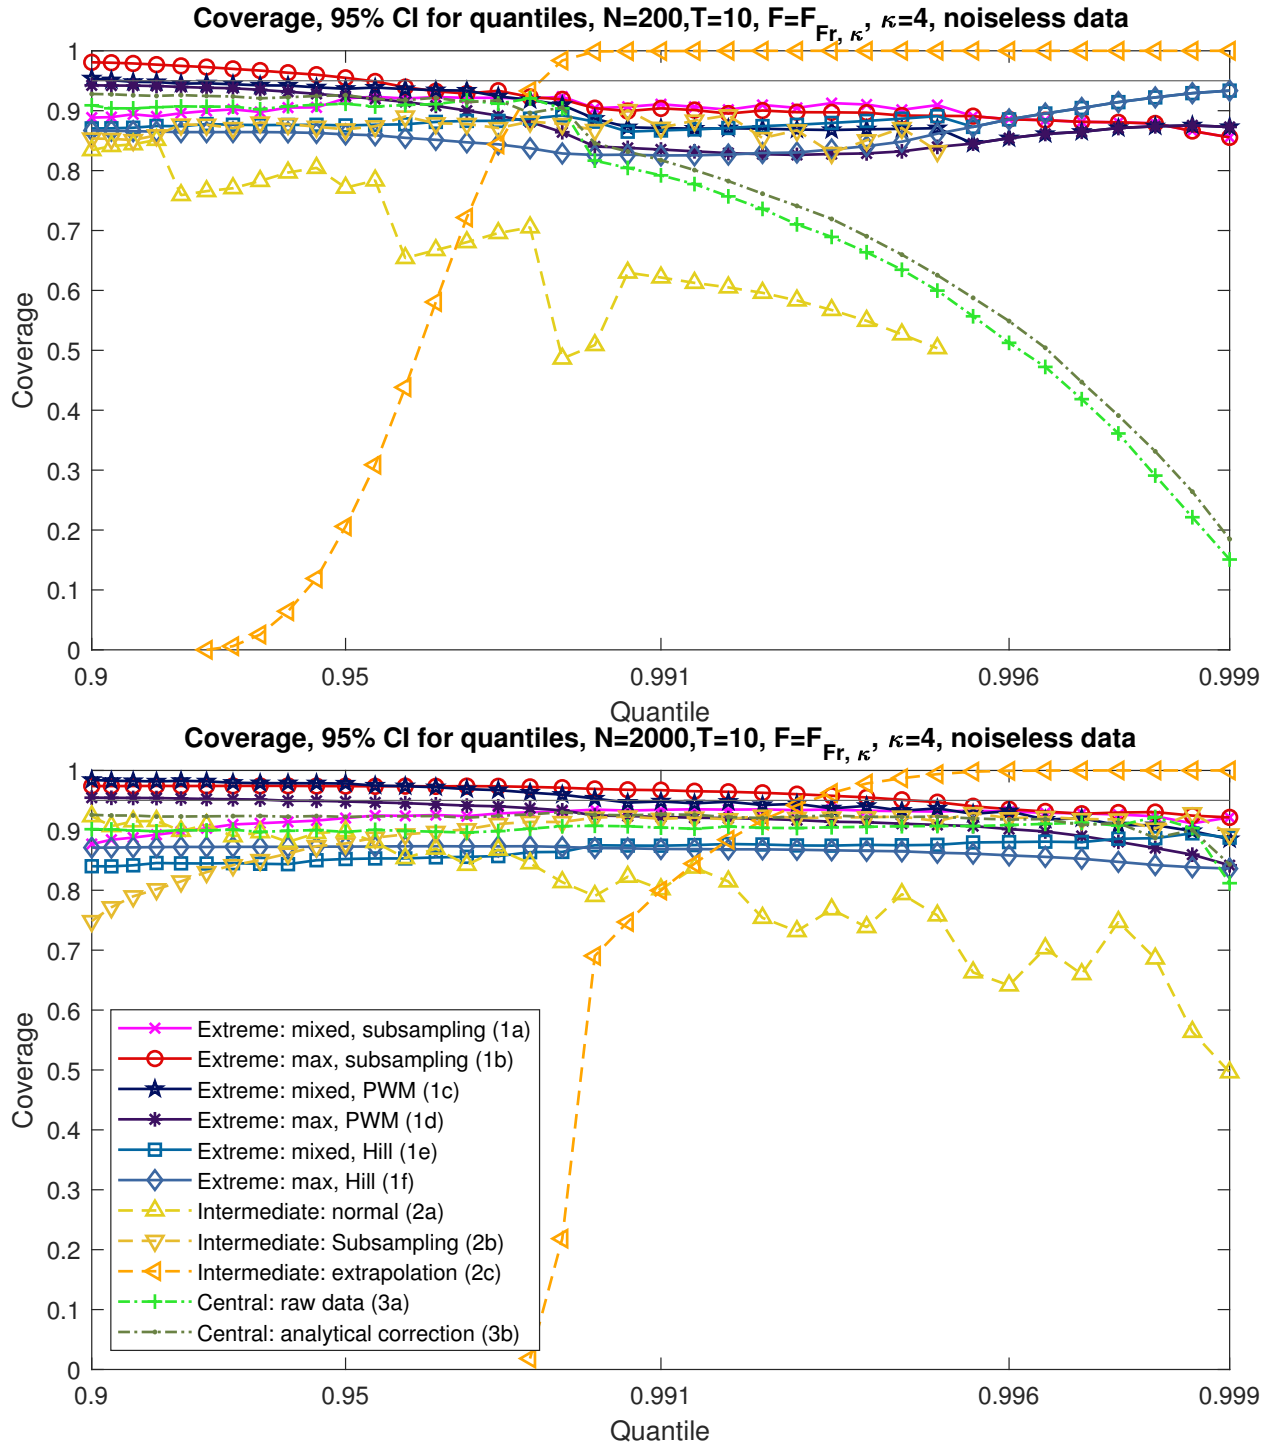 Coverage, 95% CI for quantiles, N=200,T=10, F=F_{Fr, κ}, κ=4, noiseless data
1
0.9
0.8
0.7
0.6
0.5
0.4
0.3
0.2
0.1
0
Coverage
0.9 0.95 0.991 0.996 0.999
Quantile
Coverage, 95% CI for quantiles, N=2000,T=10, F=F_{Fr, κ}, κ=4, noiseless data
1
0.9
0.8
0.7
0.6
0.5
0.4
0.3
0.2
0.1
0
Coverage
Extreme: mixed, subsampling (1a)
Extreme: max, subsampling (1b)
Extreme: mixed, PWM (1c)
Extreme: max, PWM (1d)
Extreme: mixed, Hill (1e)
Extreme: max, Hill (1f)
Intermediate: normal (2a)
Intermediate: Subsampling (2b)
Intermediate: extrapolation (2c)
Central: raw data (3a)
Central: analytical correction (3b)
0.9 0.95 0.991 0.996 0.999
Quantile